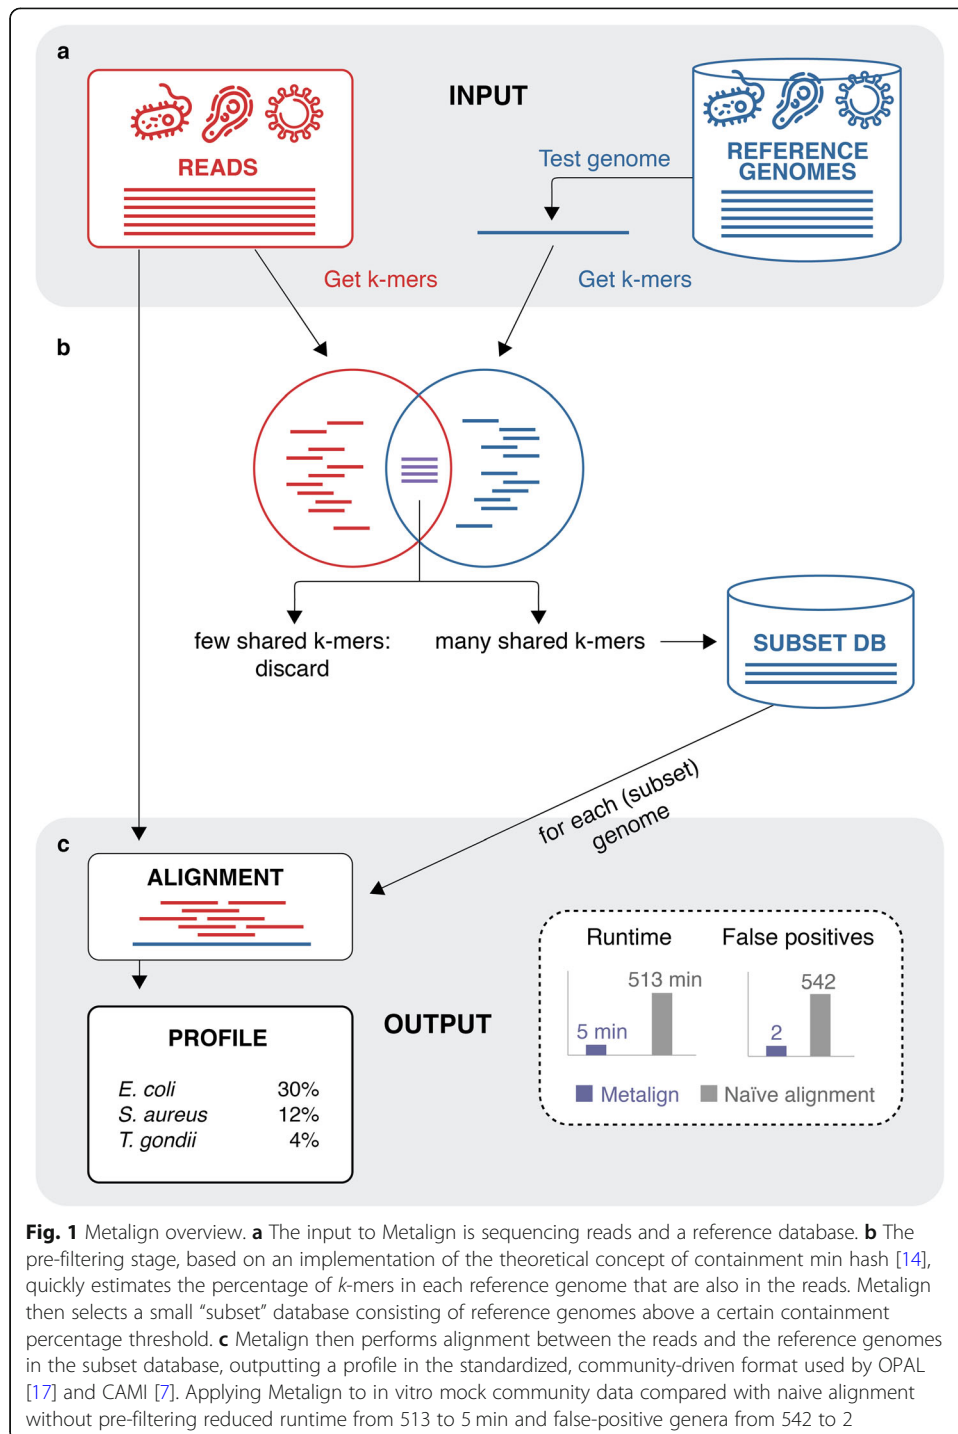 a
INPUT
READS
Test genome
REFERENCE
GENOMES
Get k-mers
Get k-mers
b
few shared k-mers:
discard
many shared k-mers
SUBSET DB
for each (subset)
genome
c
ALIGNMENT
PROFILE
E. coli 30%
S. aureus 12%
T. gondii 4%
OUTPUT
Runtime
False positives
5 min
513 min
2
542
Metalign
Naïve alignment
Fig. 1 Metalign overview. a The input to Metalign is sequencing reads and a reference database. b The
pre-filtering stage, based on an implementation of the theoretical concept of containment min hash [14],
quickly estimates the percentage of k-mers in each reference genome that are also in the reads. Metalign
then selects a small “subset” database consisting of reference genomes above a certain containment
percentage threshold. c Metalign then performs alignment between the reads and the reference genomes
in the subset database, outputting a profile in the standardized, community-driven format used by OPAL
[17] and CAMI [7]. Applying Metalign to in vitro mock community data compared with naive alignment
without pre-filtering reduced runtime from 513 to 5 min and false-positive genera from 542 to 2